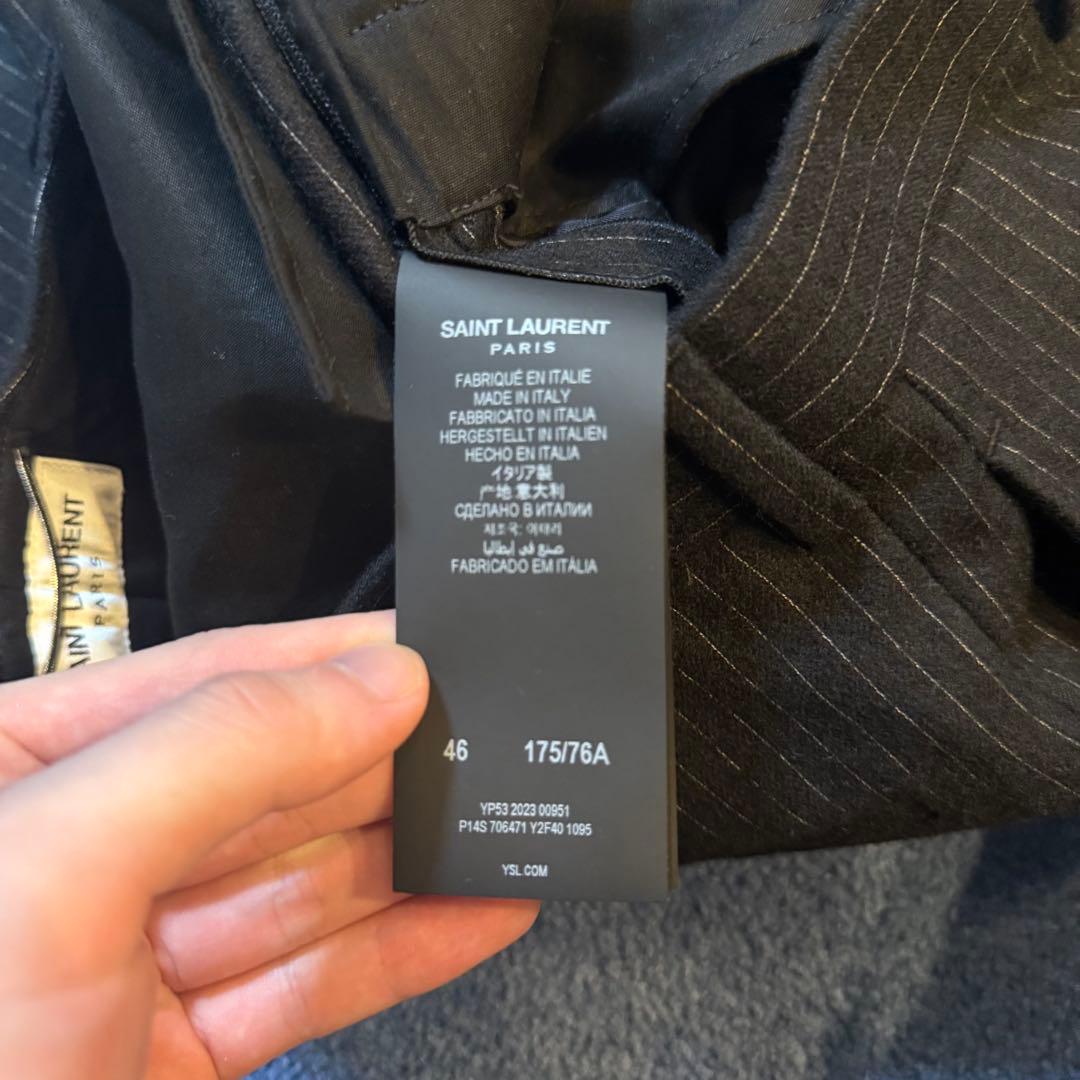 SAINT LAURENT
PARIS
FABRIQUÉ EN ITALIE
MADE IN ITALY
FABBRICATO IN ITALIA
HERGESTELLT IN ITALIEN
HECHO EN ITALIA
イタリア製
产地 意大利
СДЕЛАНО В ИТАЛИИ
제조국: 이태리
صنع في إيطاليا
FABRICADO EM ITÁLIA
46 175/76A
YP53 2023 00951
P14S 706471 Y2F40 1095
YSL.COM
SAINT LAURENT
PARIS